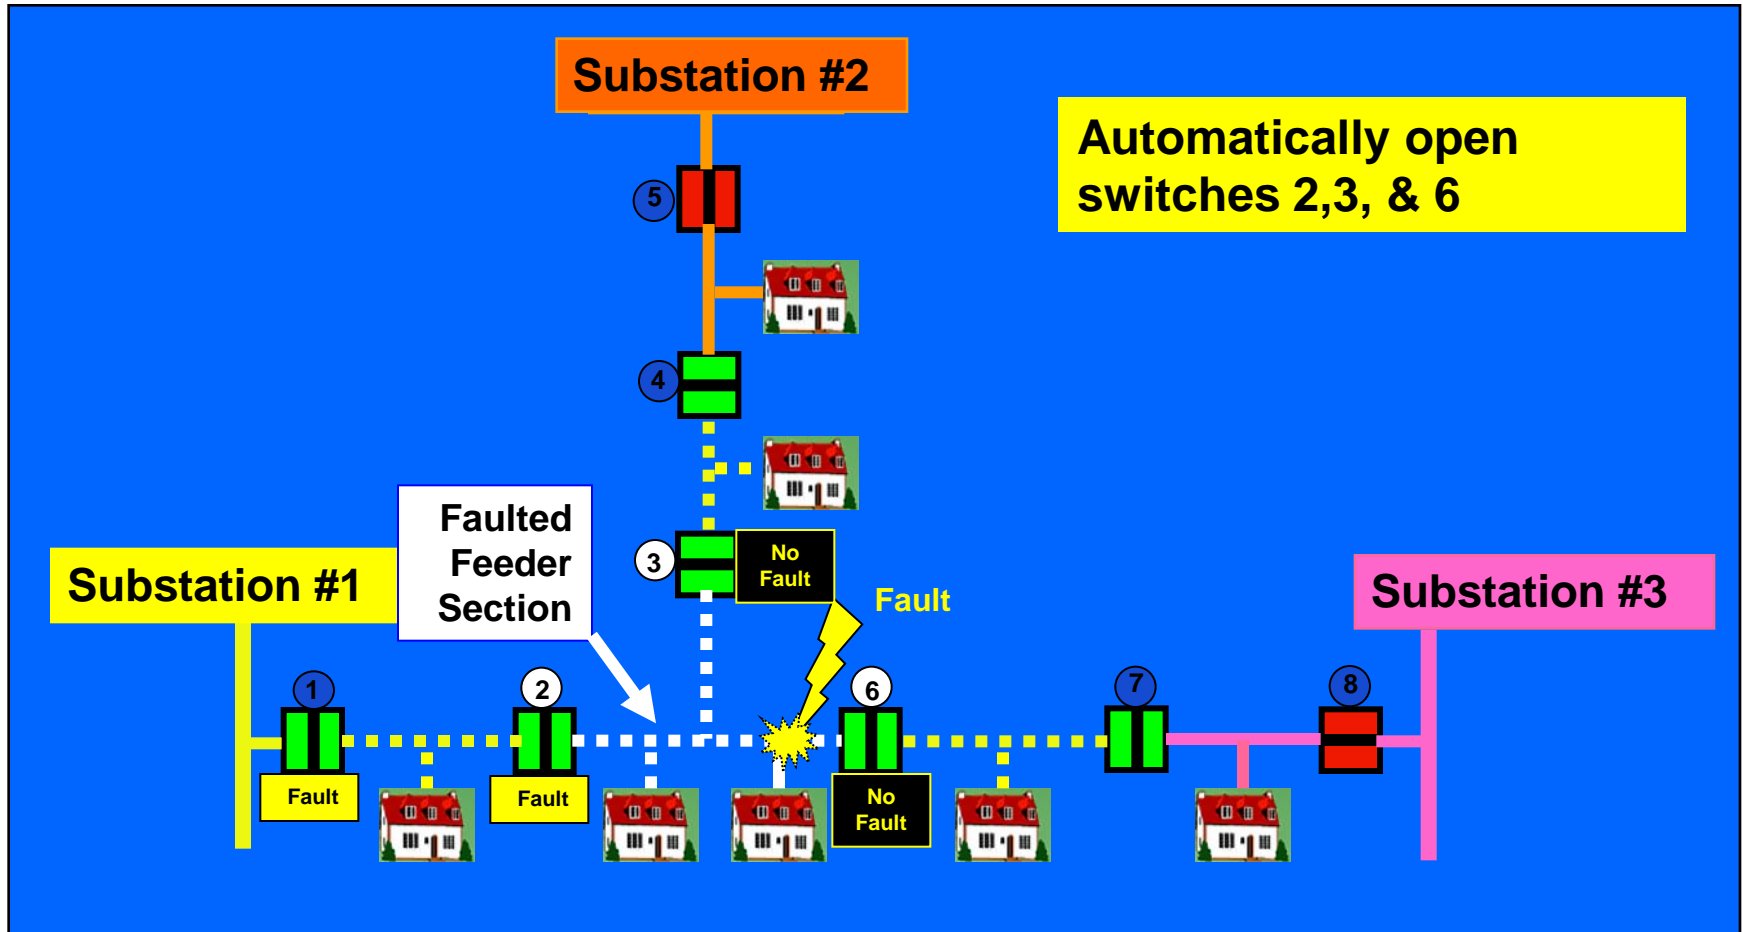 Substation #2
Automatically open
switches 2,3, & 6
5
4
Faulted
Feeder
Section
3
No
Fault
Fault
Substation #1
Substation #3
1
2
6
7
8
Fault
Fault
No
Fault